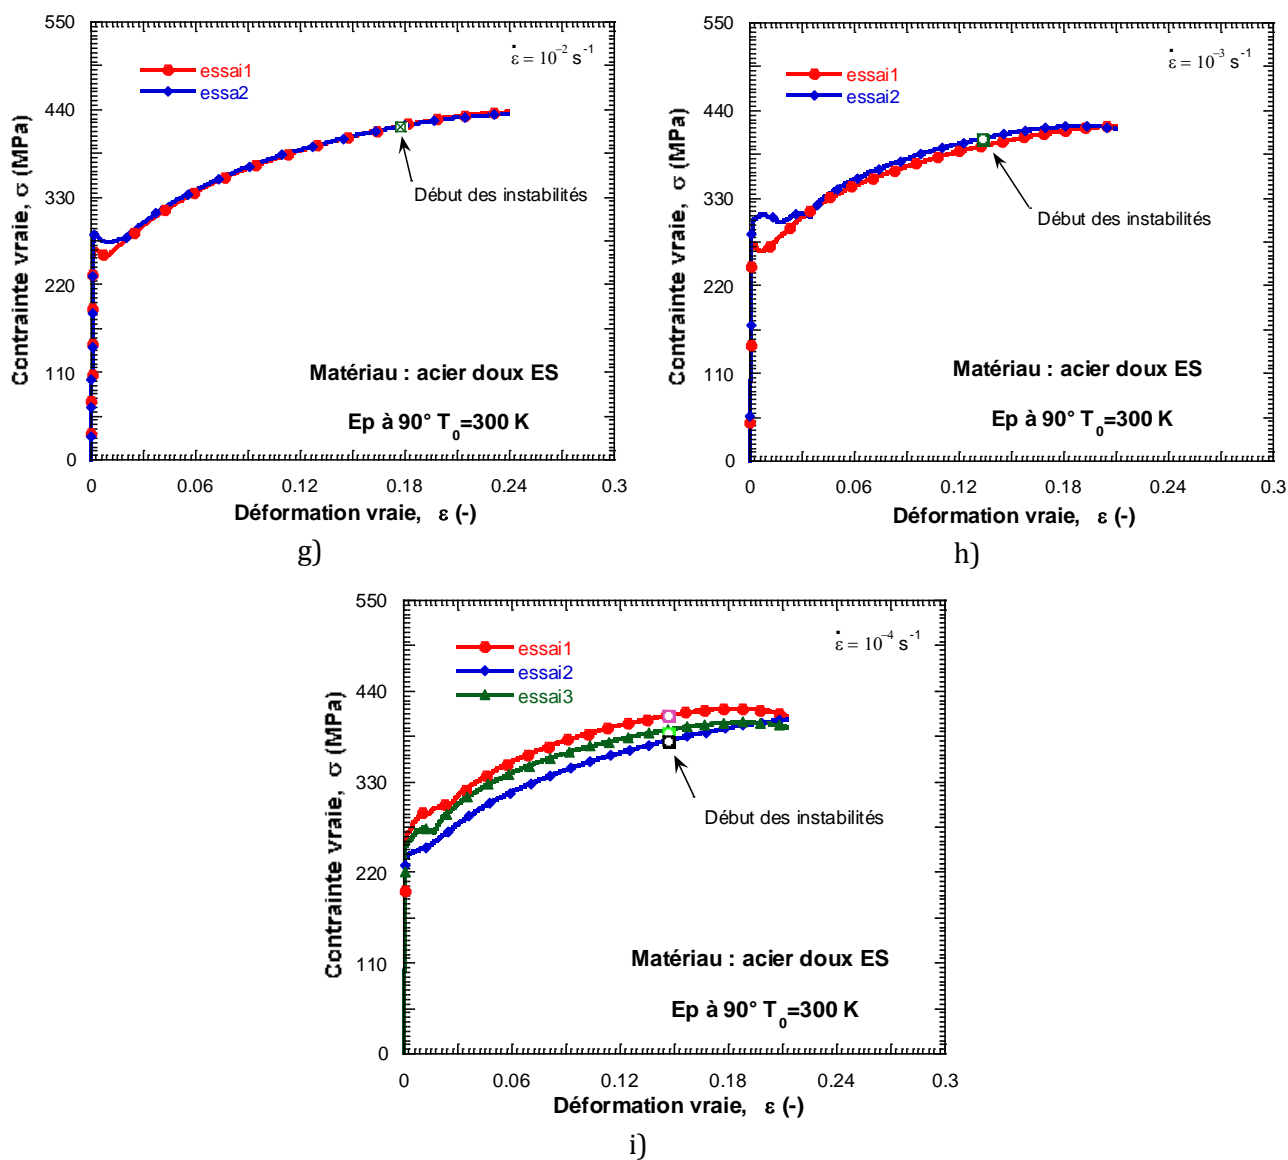 550
440
330
220
110
0
Contrainte vraie, σ (MPa)
ε̇ = 10⁻² s⁻¹
essai1
essa2
Début des instabilités
Matériau : acier doux ES
Ep à 90° T₀=300 K
0 0.06 0.12 0.18 0.24 0.3
Déformation vraie, ε (-)
g)
550
440
330
220
110
0
Contrainte vraie, σ (MPa)
ε̇ = 10⁻³ s⁻¹
essai1
essai2
Début des instabilités
Matériau : acier doux ES
Ep à 90° T₀=300 K
0 0.06 0.12 0.18 0.24 0.3
Déformation vraie, ε (-)
h)
550
440
330
220
110
0
Contrainte vraie, σ (MPa)
ε̇ = 10⁻⁴ s⁻¹
essai1
essai2
essai3
Début des instabilités
Matériau : acier doux ES
Ep à 90° T₀=300 K
0 0.06 0.12 0.18 0.24 0.3
Déformation vraie, ε (-)
i)